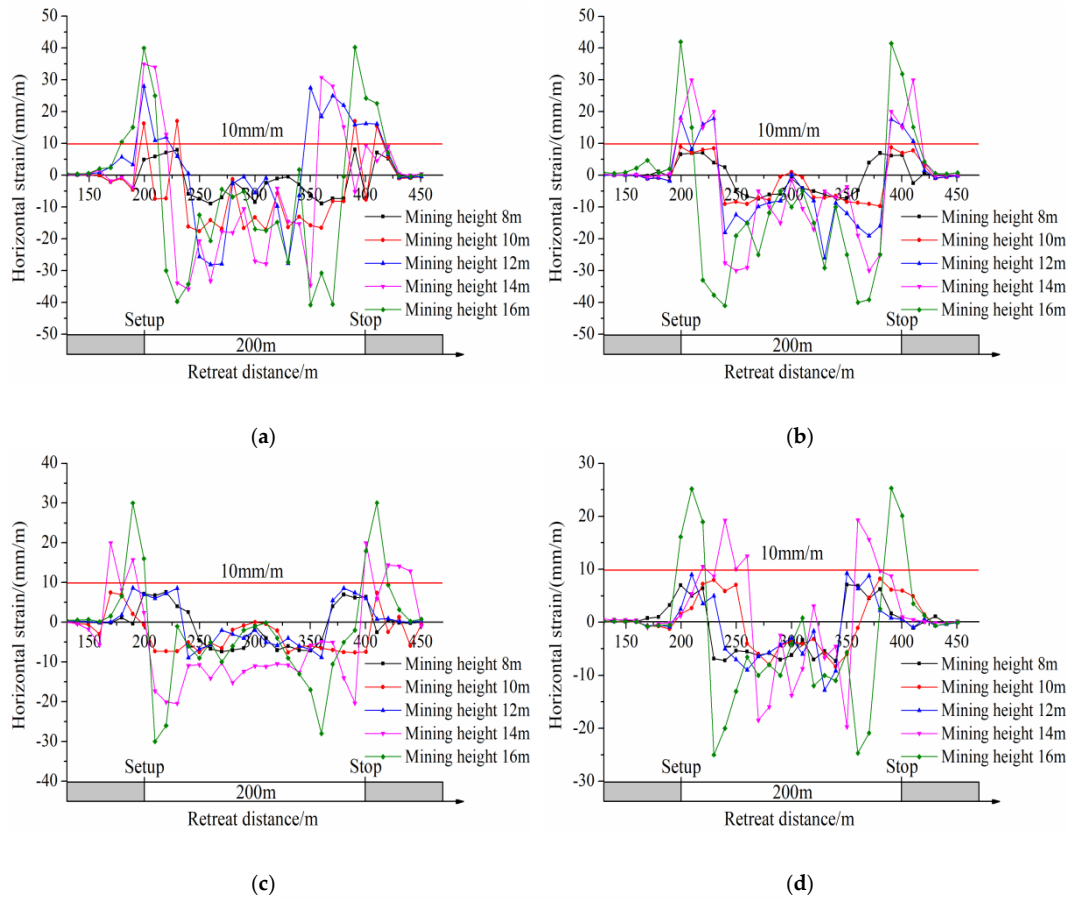 50
40
30
20
10
0
-10
-20
-30
-40
-50
Horizontal strain/(mm/m)
10mm/m
150 200 250 300 350 400 450
Mining height 8m
Mining height 10m
Mining height 12m
Mining height 14m
Mining height 16m
Setup
Stop
200m
Retreat distance/m
(a)
50
40
30
20
10
0
-10
-20
-30
-40
-50
Horizontal strain/(mm/m)
10mm/m
150 200 250 300 350 400 450
Mining height 8m
Mining height 10m
Mining height 12m
Mining height 14m
Mining height 16m
Setup
Stop
200m
Retreat distance/m
(b)
40
30
20
10
0
-10
-20
-30
-40
Horizontal strain/(mm/m)
10mm/m
150 200 250 300 350 400 450
Mining height 8m
Mining height 10m
Mining height 12m
Mining height 14m
Mining height 16m
Setup
Stop
200m
Retreat distance/m
(c)
30
20
10
0
-10
-20
-30
Horizontal strain/(mm/m)
10mm/m
150 200 250 300 350 400 450
Mining height 8m
Mining height 10m
Mining height 12m
Mining height 14m
Mining height 16m
Setup
Stop
200m
Retreat distance/m
(d)